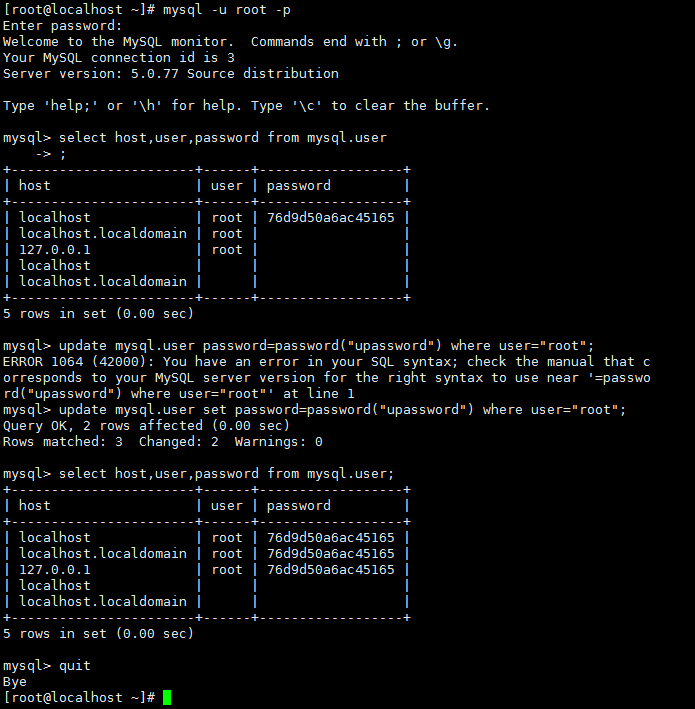 [root@localhost ~]# mysql -u root -p
Enter password:
Welcome to the MySQL monitor.  Commands end with ; or \g.
Your MySQL connection id is 3
Server version: 5.0.77 Source distribution

Type 'help;' or '\h' for help. Type '\c' to clear the buffer.

mysql> select host,user,password from mysql.user
    -> ;
+-----------------------+------+------------------+
| host                  | user | password         |
+-----------------------+------+------------------+
| localhost             | root | 76d9d50a6ac45165 |
| localhost.localdomain | root |                  |
| 127.0.0.1             | root |                  |
| localhost             |      |                  |
| localhost.localdomain |      |                  |
+-----------------------+------+------------------+
5 rows in set (0.00 sec)

mysql> update mysql.user password=password("upassword") where user="root";
ERROR 1064 (42000): You have an error in your SQL syntax; check the manual that c
orresponds to your MySQL server version for the right syntax to use near '=passwo
rd("upassword") where user="root"' at line 1
mysql> update mysql.user set password=password("upassword") where user="root";
Query OK, 2 rows affected (0.00 sec)
Rows matched: 3  Changed: 2  Warnings: 0

mysql> select host,user,password from mysql.user;
+-----------------------+------+------------------+
| host                  | user | password         |
+-----------------------+------+------------------+
| localhost             | root | 76d9d50a6ac45165 |
| localhost.localdomain | root | 76d9d50a6ac45165 |
| 127.0.0.1             | root | 76d9d50a6ac45165 |
| localhost             |      |                  |
| localhost.localdomain |      |                  |
+-----------------------+------+------------------+
5 rows in set (0.00 sec)

mysql> quit
Bye
[root@localhost ~]#